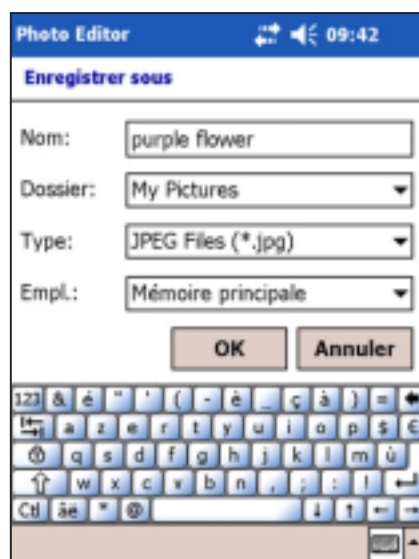 Photo Editor 09:42
Enregistrer sous
Nom: purple flower
Dossier: My Pictures
Type: JPEG Files (*.jpg)
Empl.: Mémoire principale
OK Annuler
123 & é " ' ( - è _ ç à ) =
a z e r t y u i o p $ €
q s d f g h j k l m ù
w x c v b n , ; : !
Ctl áë * @